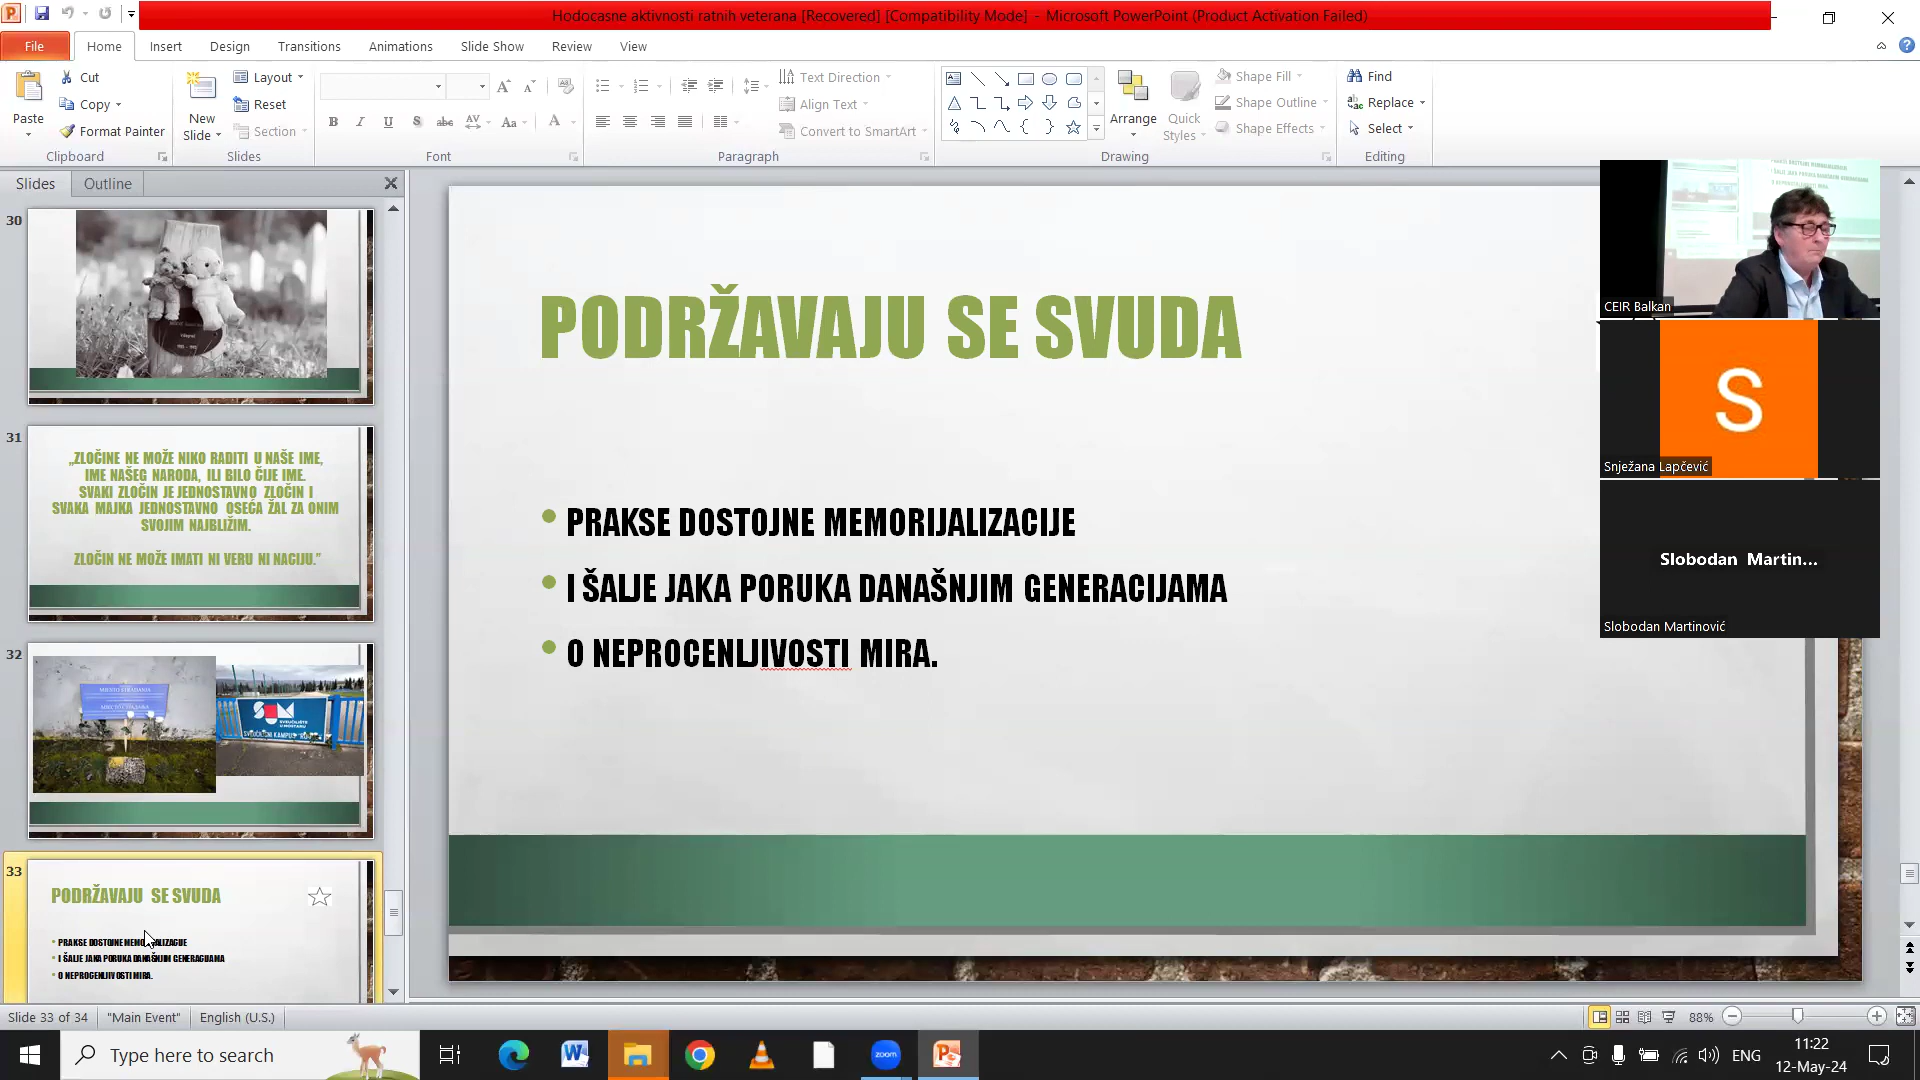 Hodocasne aktivnosti ratnih veterana [Recovered] [Compatibility Mode] - Microsoft PowerPoint (Product Activation Failed)
File Home Insert Design Transitions Animations Slide Show Review View
Paste
Cut
Copy
Format Painter
Clipboard
New Slide
Layout
Reset
Section
Slides
Font
Text Direction
Align Text
Convert to SmartArt
Paragraph
Arrange
Quick Styles
Shape Fill
Shape Outline
Shape Effects
Drawing
Find
Replace
Select
Editing
Slides Outline
30
31
„ZLOČINE NE MOŽE NIKO RADITI U NAŠE IME,
IME NAŠEG NARODA, ILI BILO ČIJE IME.
SVAKI ZLOČIN JE JEDNOSTAVNO ZLOČIN I
SVAKA MAJKA JEDNOSTAVNO OSEĆA ŽAL ZA ONIM
SVOJIM NAJBLIŽIM.
ZLOČIN NE MOŽE IMATI NI VERU NI NACIJU.”
32
SUM
SVEUČILIŠTE
U MOSTARU
33
PODRŽAVAJU SE SVUDA
PRAKSE DOSTOJNE MEMORIJALIZACIJE
I ŠALJE JAKA PORUKA DANAŠNJIM GENERACIJAMA
O NEPROCENLJIVOSTI MIRA.
PODRŽAVAJU SE SVUDA
• PRAKSE DOSTOJNE MEMORIJALIZACIJE
• I ŠALJE JAKA PORUKA DANAŠNJIM GENERACIJAMA
• O NEPROCENLJIVOSTI MIRA.
CEIR Balkan
S
Snježana Lapčević
Slobodan Martin...
Slobodan Martinović
Slide 33 of 34 "Main Event" English (U.S.)
88%
Type here to search
zoom
ENG
11:22
12-May-24